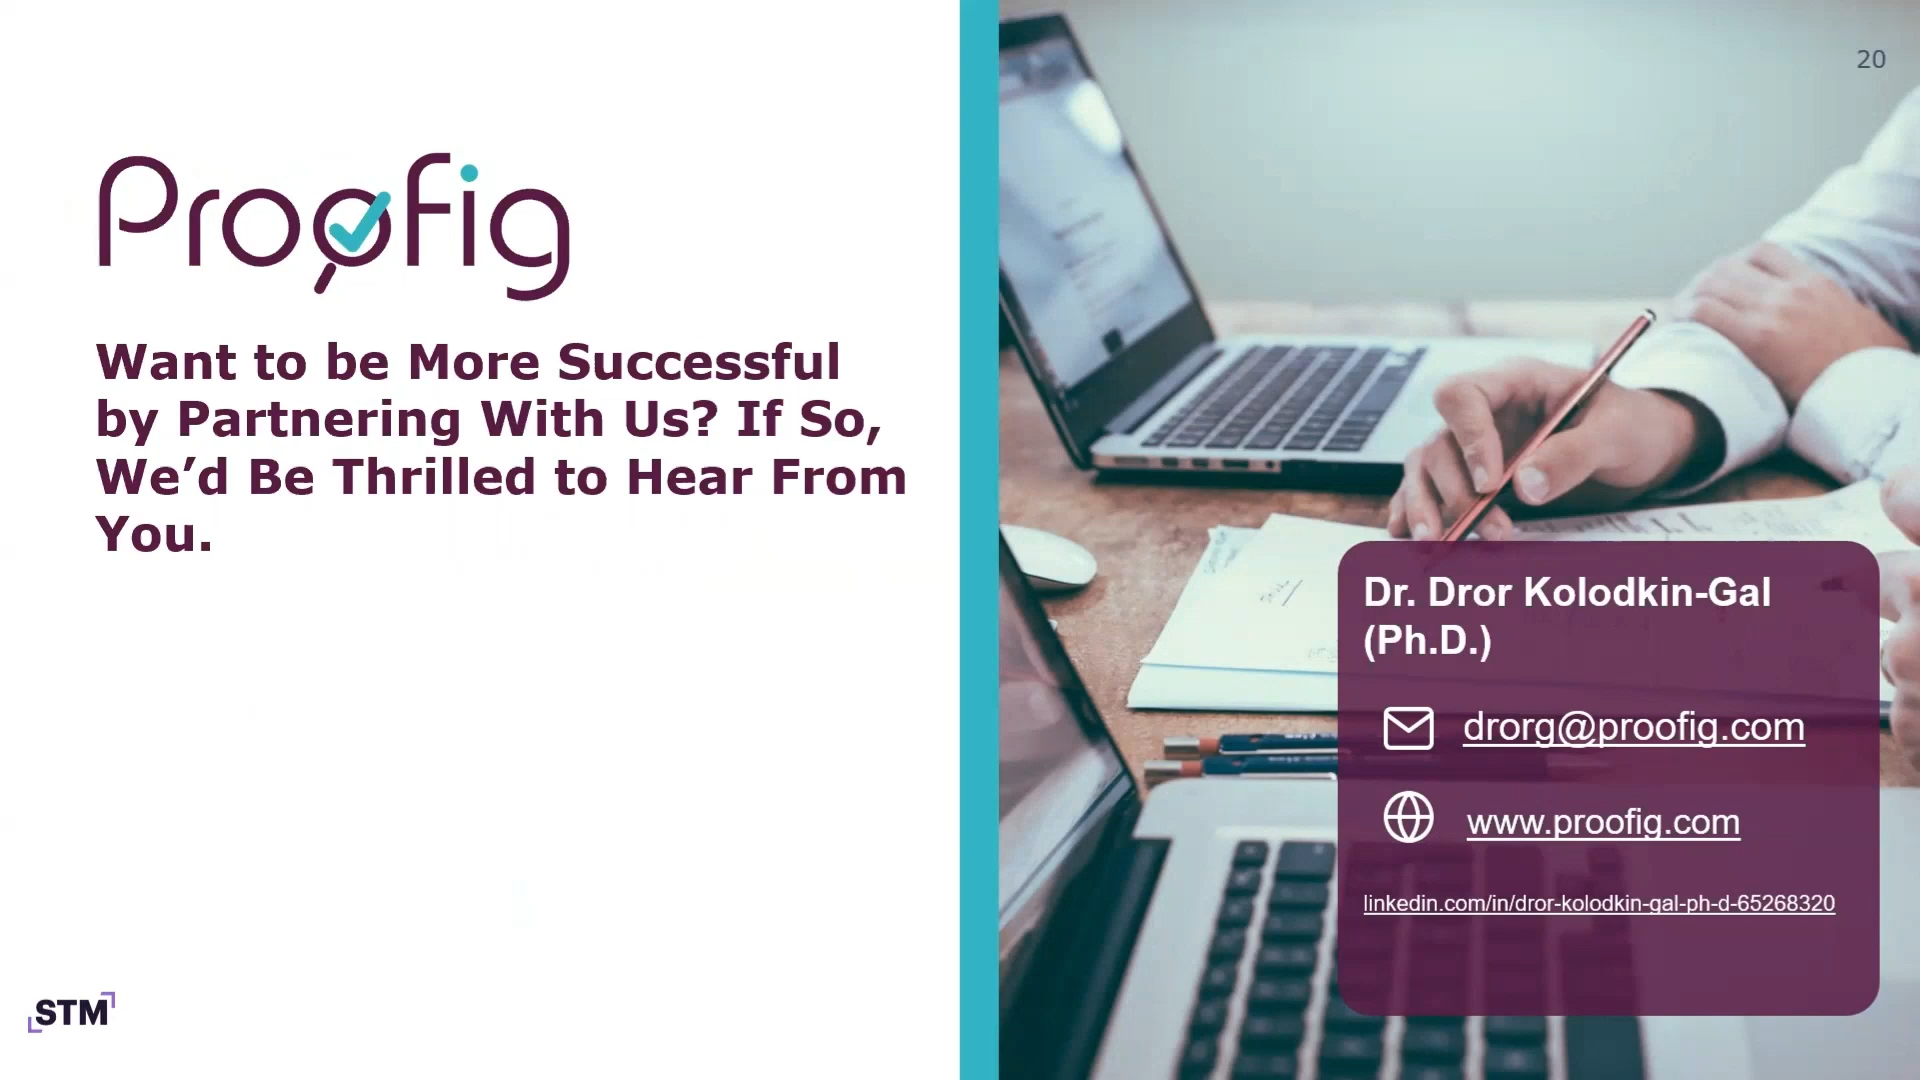 20
Proofig
Want to be More Successful
by Partnering With Us? If So,
We’d Be Thrilled to Hear From
You.
Dr. Dror Kolodkin-Gal
(Ph.D.)
drorg@proofig.com
www.proofig.com
linkedin.com/in/dror-kolodkin-gal-ph-d-65268320
STM